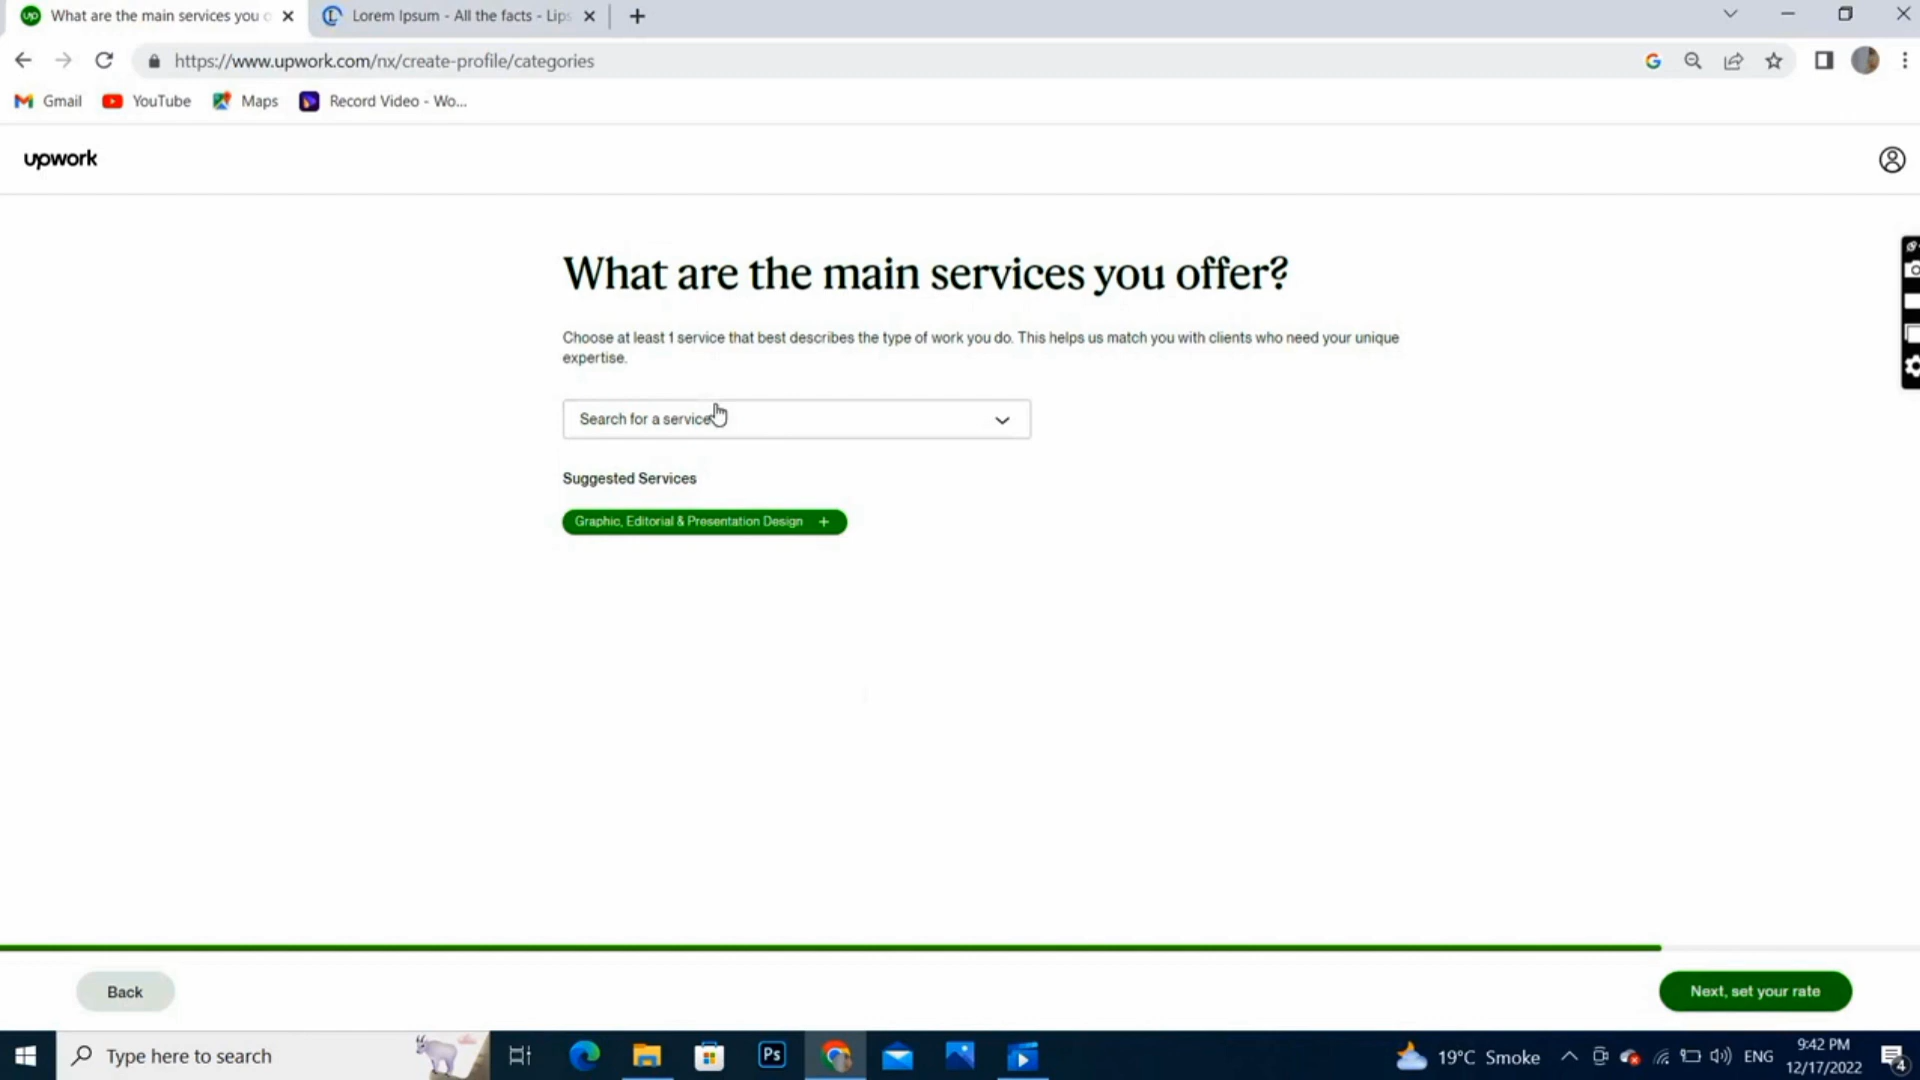 What are the main services you o
Lorem Ipsum - All the facts - Lips
https://www.upwork.com/nx/create-profile/categories
Gmail
YouTube
Maps
Record Video - Wo...
upwork
What are the main services you offer?
Choose at least 1 service that best describes the type of work you do. This helps us match you with clients who need your unique
expertise.
Search for a service
Suggested Services
Graphic, Editorial & Presentation Design +
Back
Next, set your rate
Type here to search
Ps
19°C Smoke
ENG
9:42 PM
12/17/2022
4